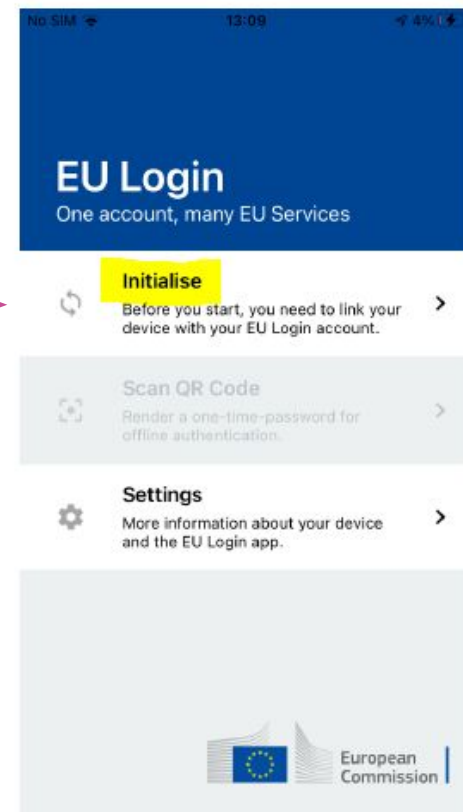 No SIM 13:09 4%
EU Login
One account, many EU Services
Initialise
Before you start, you need to link your
device with your EU Login account.
Scan QR Code
Render a one-time-password for
offline authentication.
Settings
More information about your device
and the EU Login app.
European
Commission